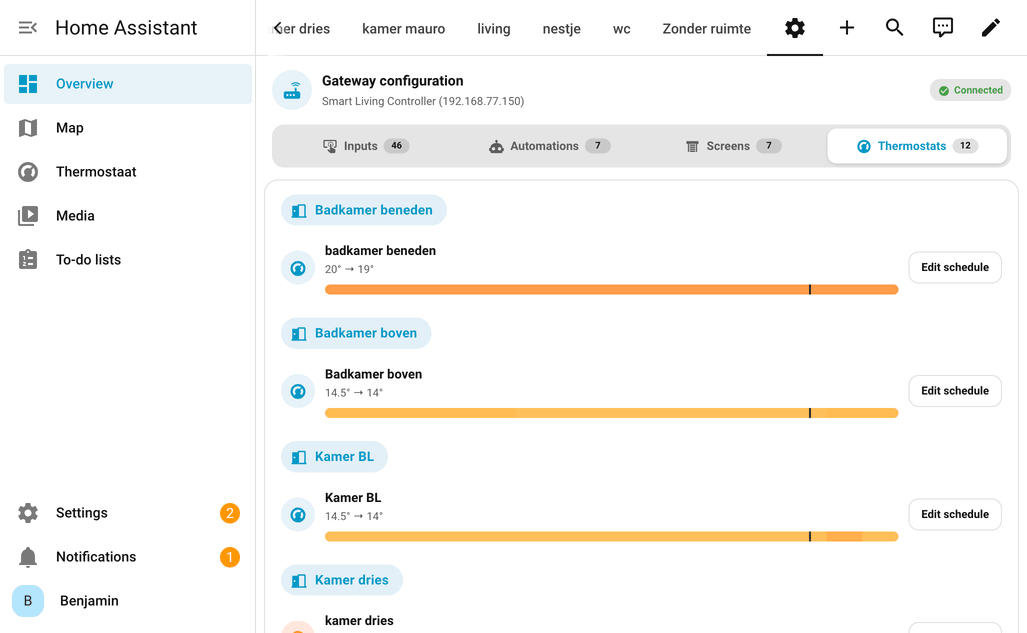 Home Assistant
Overview
Map
Thermostaat
Media
To-do lists
Settings 2
Notifications 1
B Benjamin
dries kamer mauro living nestje wc Zonder ruimte
Gateway configuration
Smart Living Controller (192.168.77.150)
Connected
Inputs 46 Automations 7 Screens 7 Thermostats 12
Badkamer beneden
badkamer beneden
20° → 19°
Edit schedule
Badkamer boven
Badkamer boven
14.5° → 14°
Edit schedule
Kamer BL
Kamer BL
14.5° → 14°
Edit schedule
Kamer dries
kamer dries